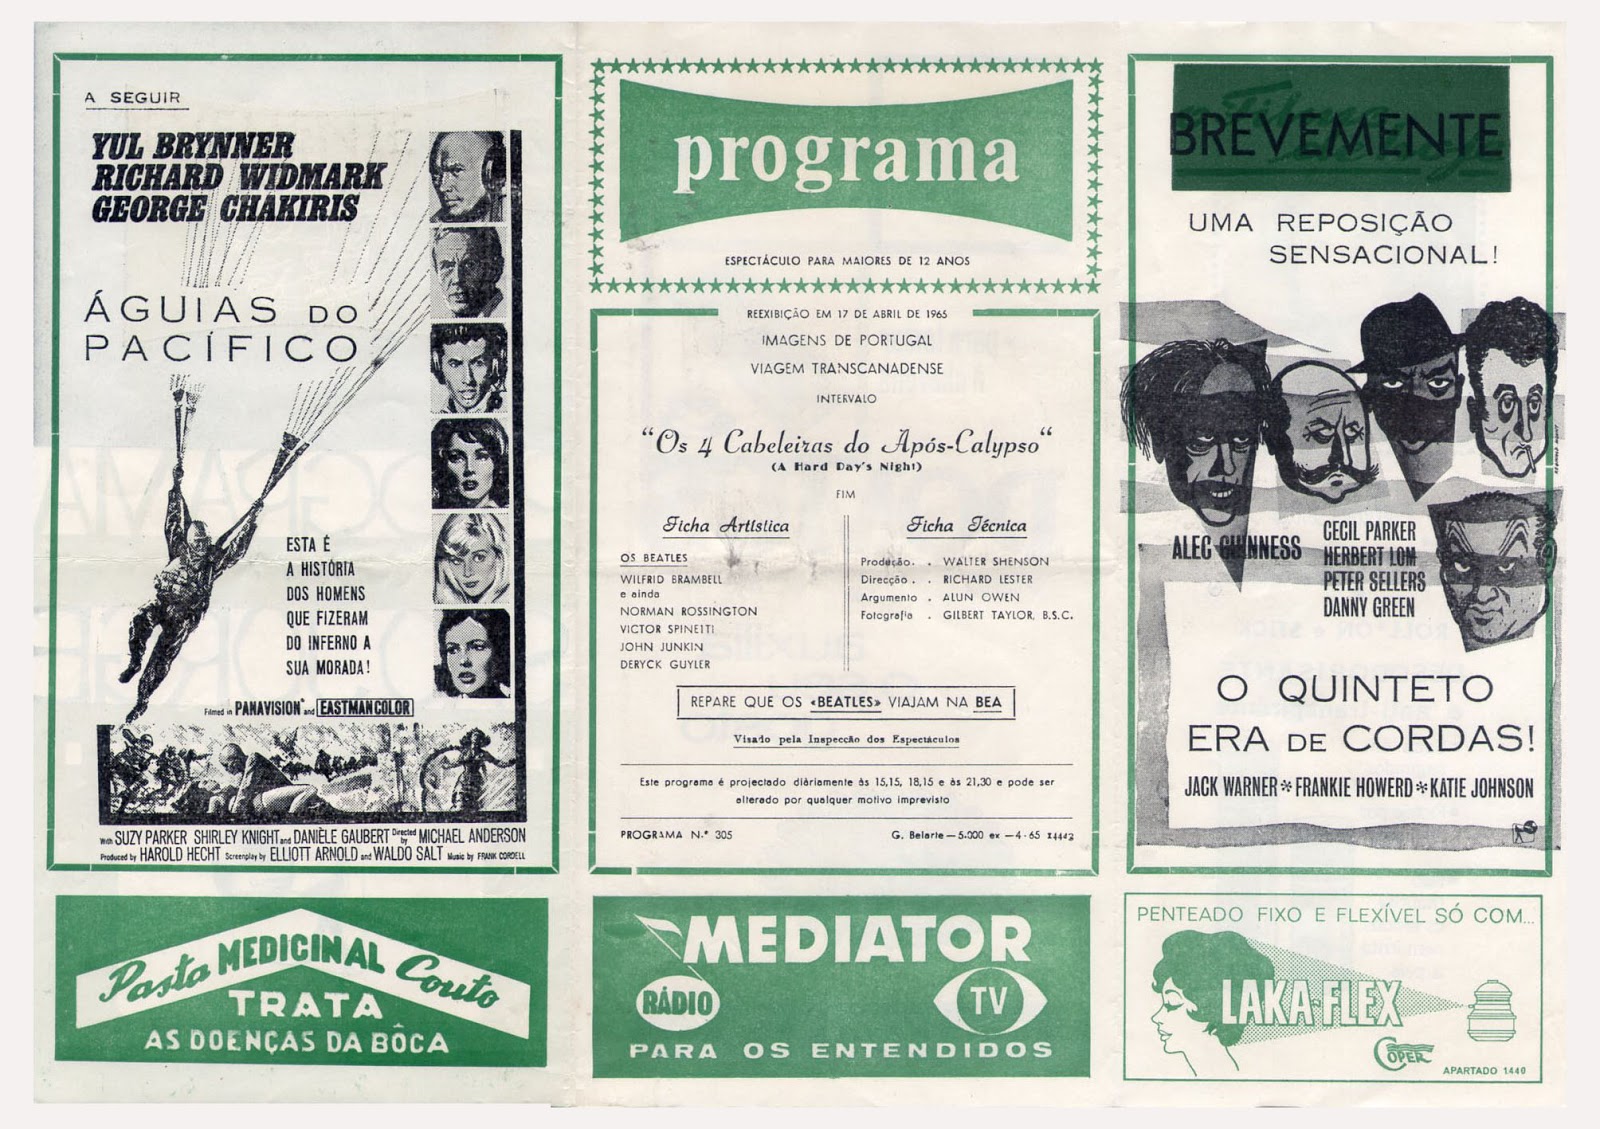 A SEGUIR
YUL BRYNNER
RICHARD WIDMARK
GEORGE CHAKIRIS
ÁGUIAS DO
PACÍFICO
ESTA É
A HISTÓRIA
DOS HOMENS
QUE FIZERAM
DO INFERNO A
SUA MORADA!
Filmed in PANAVISION® and EASTMANCOLOR
With SUZY PARKER SHIRLEY KNIGHT and DANIÈLE GAUBERT Directed by MICHAEL ANDERSON
Produced by HAROLD HECHT Screenplay by ELLIOTT ARNOLD and WALDO SALT Music by FRANK CORDELL
Pasta MEDICINAL Couto
TRATA
AS DOENÇAS DA BÔCA
programa
ESPECTÁCULO PARA MAIORES DE 12 ANOS
REEXIBIÇÃO EM 17 DE ABRIL DE 1965
IMAGENS DE PORTUGAL
VIAGEM TRANSCANADENSE
INTERVALO
"Os 4 Cabeleiras do Após-Calypso"
(A Hard Day's Night)
FIM
Ficha Artística
OS BEATLES
WILFRID BRAMBELL
e ainda
NORMAN ROSSINGTON
VICTOR SPINETTI
JOHN JUNKIN
DERYCK GUYLER
Ficha Técnica
Produção. . WALTER SHENSON
Direcção. . RICHARD LESTER
Argumento . ALUN OWEN
Fotografia . GILBERT TAYLOR, B.S.C.
REPARE QUE OS «BEATLES» VIAJAM NA BEA
Visado pela Inspecção dos Espectáculos
Este programa é projectado diàriamente às 15,15, 18,15 e às 21,30 e pode ser
alterado por qualquer motivo imprevisto
PROGRAMA N.º 305
G. Belarte — 5.000 ex — 4-65 14442
MEDIATOR
RÁDIO
TV
PARA OS ENTENDIDOS
BREVEMENTE
UMA REPOSIÇÃO
SENSACIONAL!
ALEC GUINNESS
CECIL PARKER
HERBERT LOM
PETER SELLERS
DANNY GREEN
O QUINTETO
ERA DE CORDAS!
JACK WARNER * FRANKIE HOWERD * KATIE JOHNSON
PENTEADO FIXO E FLEXÍVEL SÓ COM...
LAKA-FLEX
COPER
APARTADO 1440